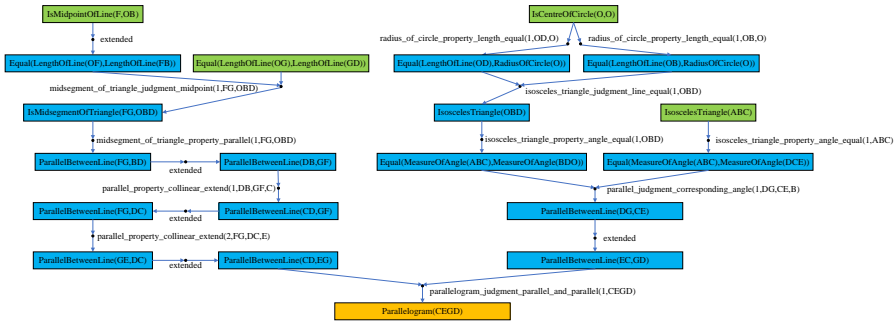 IsMidpointOfLine(F,OB)
IsCentreOfCircle(O,O)
extended
radius_of_circle_property_length_equal(1,OD,O)
radius_of_circle_property_length_equal(1,OB,O)
Equal(LengthOfLine(OF),LengthOfLine(FB))
Equal(LengthOfLine(OG),LengthOfLine(GD))
Equal(LengthOfLine(OD),RadiusOfCircle(O))
Equal(LengthOfLine(OB),RadiusOfCircle(O))
midsegment_of_triangle_judgment_midpoint(1,FG,OBD)
isosceles_triangle_judgment_line_equal(1,OBD)
IsMidsegmentOfTriangle(FG,OBD)
IsoscelesTriangle(OBD)
IsoscelesTriangle(ABC)
midsegment_of_triangle_property_parallel(1,FG,OBD)
isosceles_triangle_property_angle_equal(1,OBD)
isosceles_triangle_property_angle_equal(1,ABC)
ParallelBetweenLine(FG,BD)
extended
ParallelBetweenLine(DB,GF)
Equal(MeasureOfAngle(ABC),MeasureOfAngle(BDO))
Equal(MeasureOfAngle(ABC),MeasureOfAngle(DCE))
parallel_property_collinear_extend(1,DB,GF,C)
parallel_judgment_corresponding_angle(1,DG,CE,B)
ParallelBetweenLine(FG,DC)
extended
ParallelBetweenLine(CD,GF)
ParallelBetweenLine(DG,CE)
parallel_property_collinear_extend(2,FG,DC,E)
extended
ParallelBetweenLine(GE,DC)
extended
ParallelBetweenLine(CD,EG)
ParallelBetweenLine(EC,GD)
parallelogram_judgment_parallel_and_parallel(1,CEGD)
Parallelogram(CEGD)